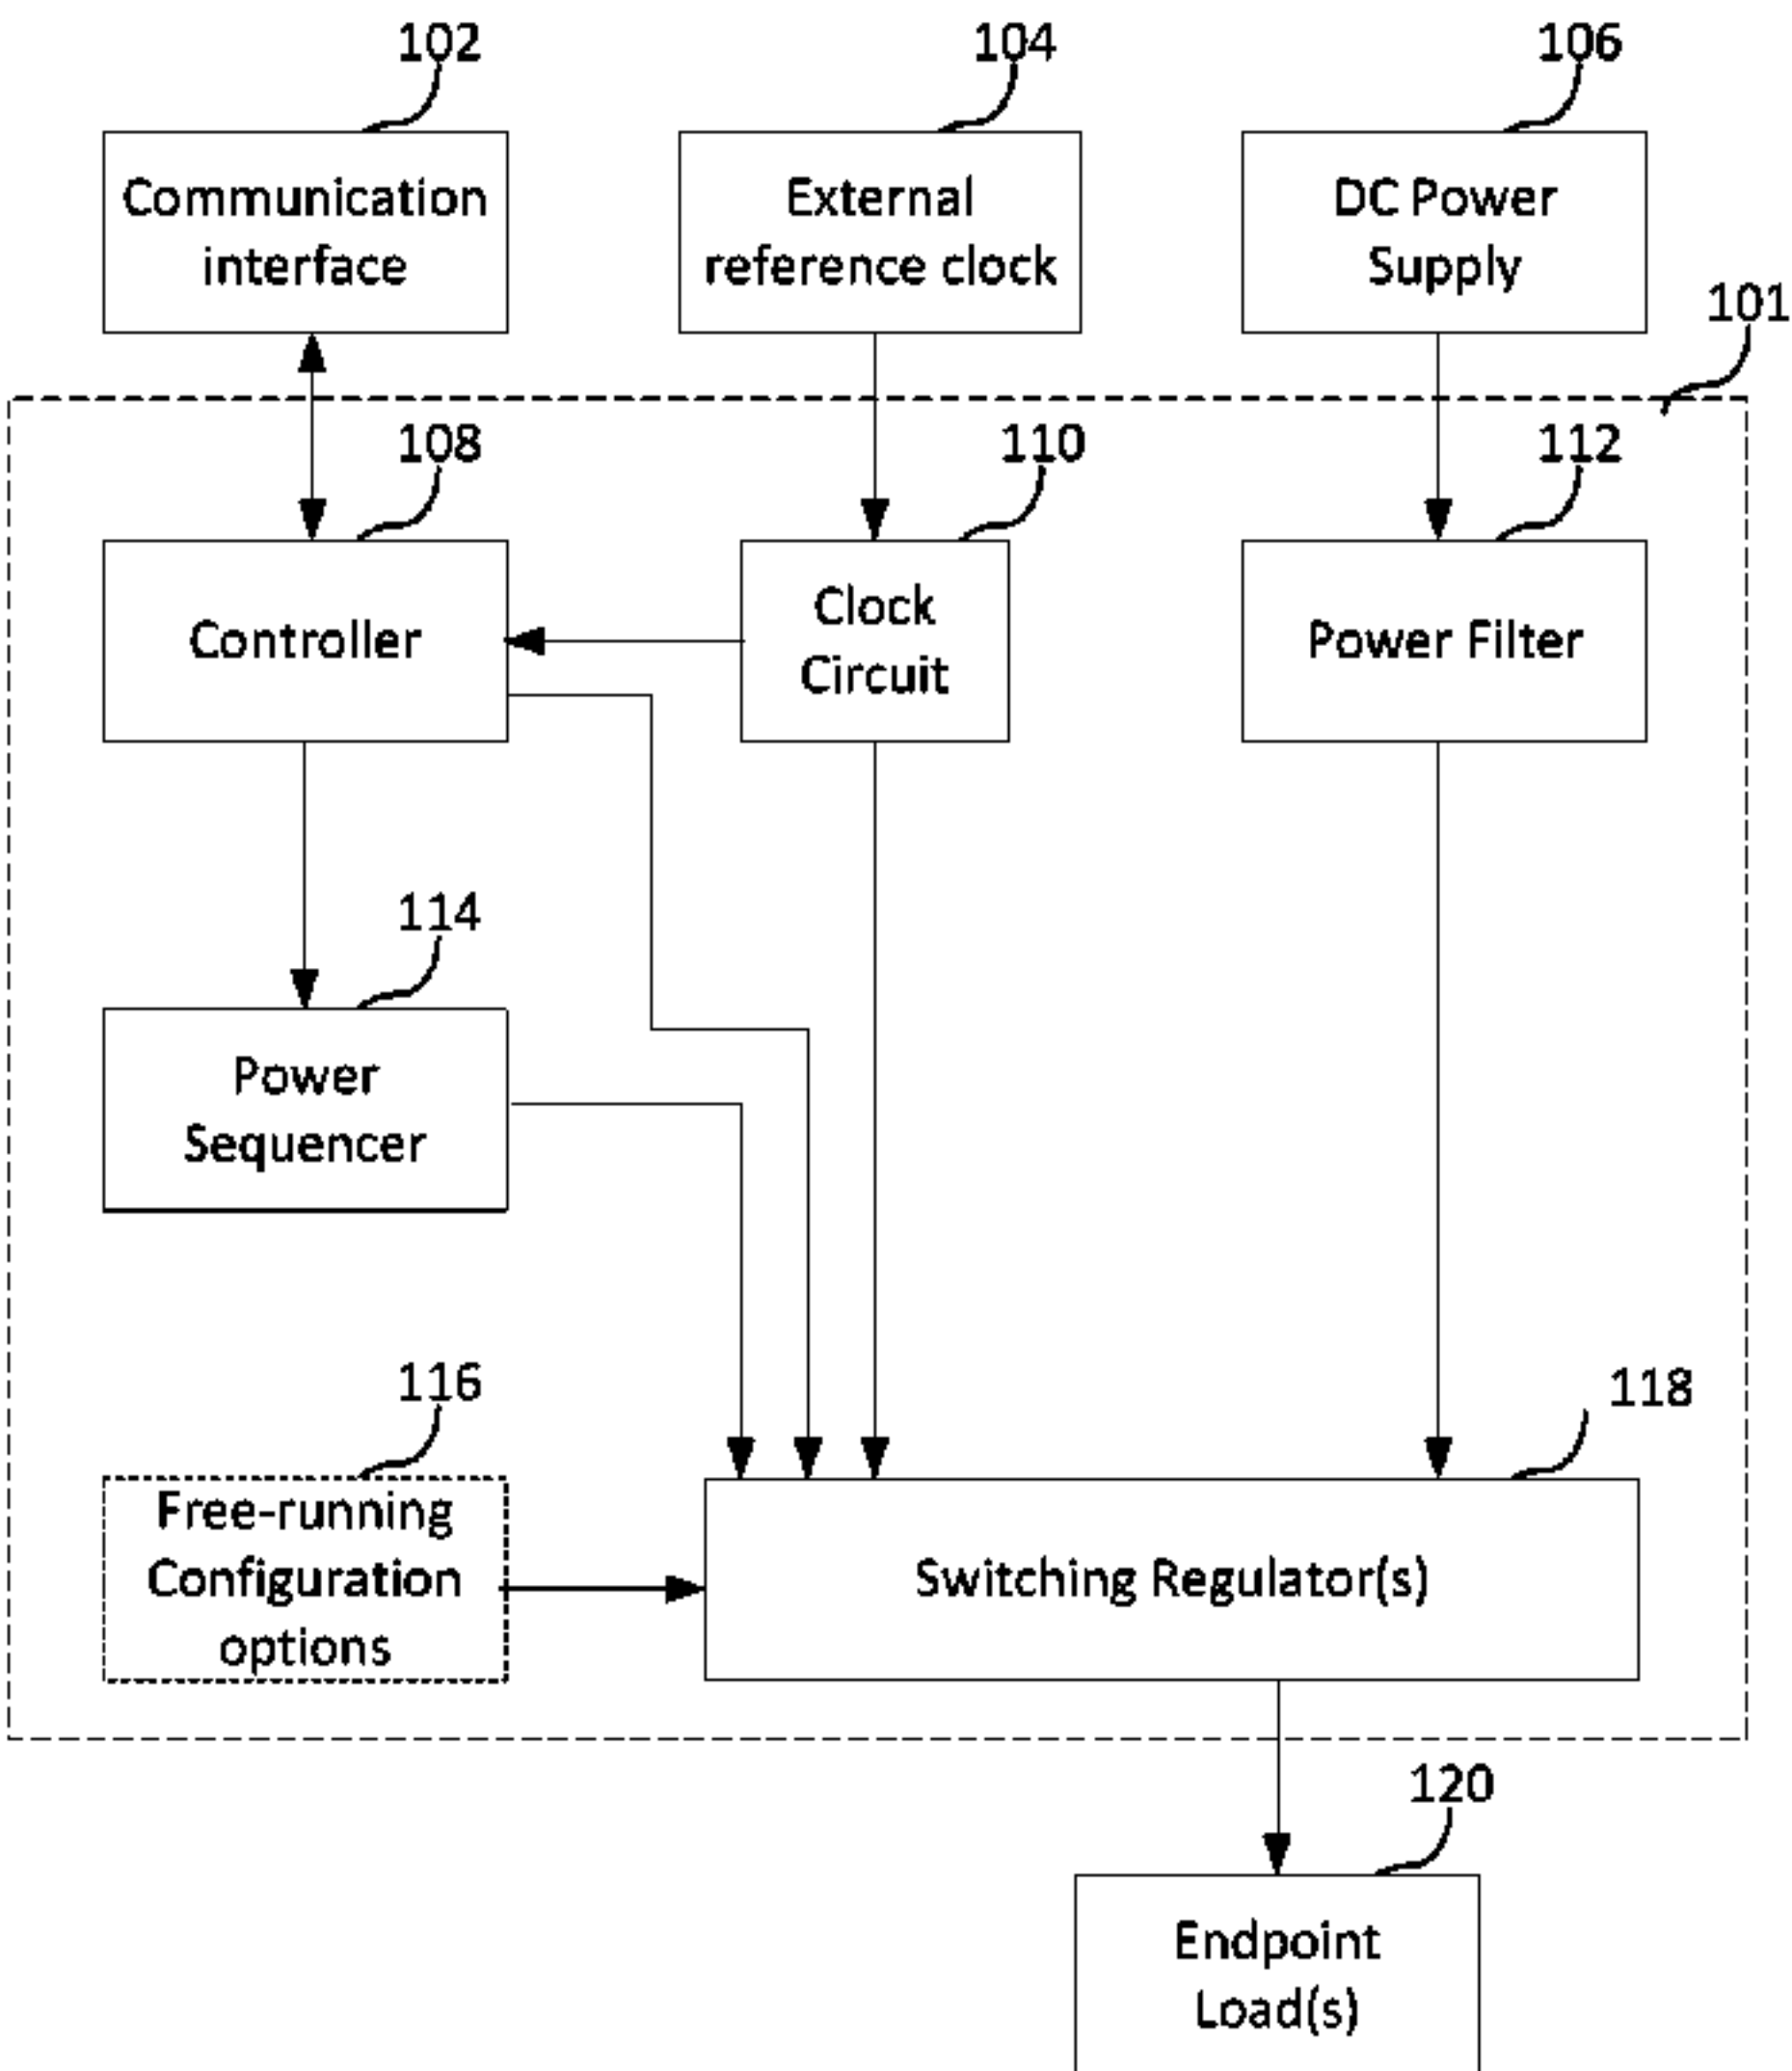 102
104
106
Communication
interface
External
reference clock
DC Power
Supply
101
108
110
112
Controller
Clock
Circuit
Power Filter
114
Power
Sequencer
116
118
Free-running
Configuration
options
Switching Regulator(s)
120
Endpoint
Load(s)